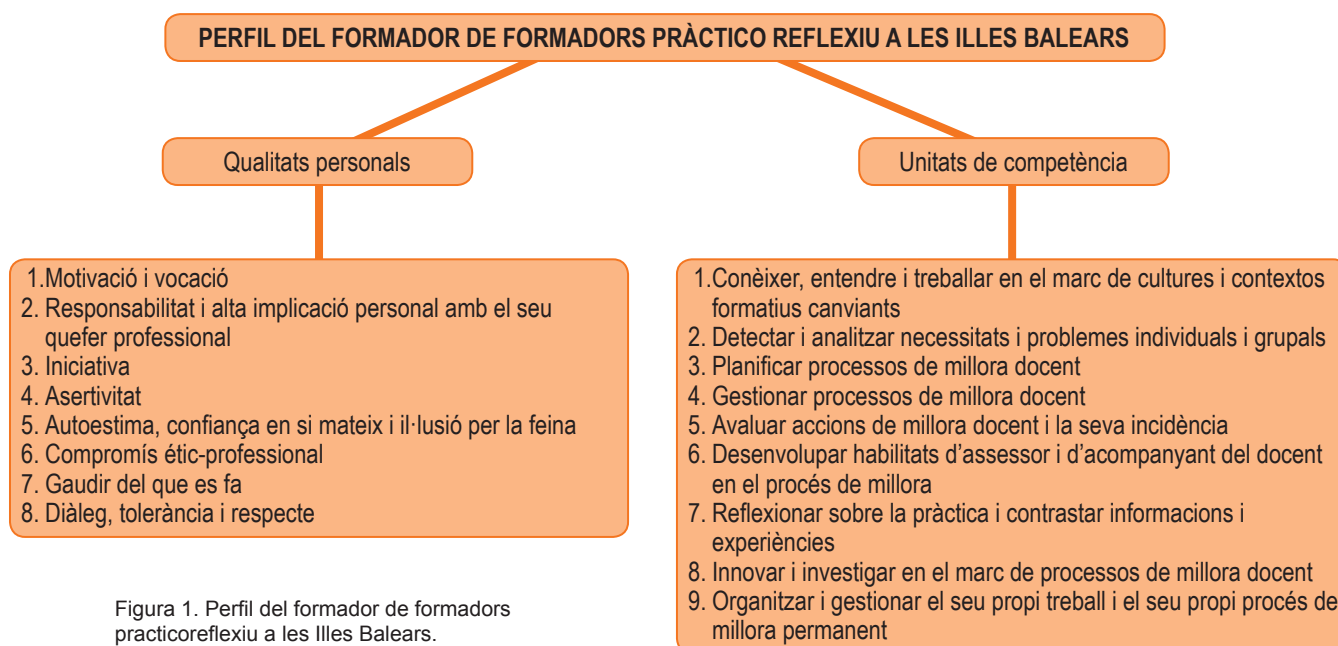 PERFIL DEL FORMADOR DE FORMADORS PRÀCTICO REFLEXIU A LES ILLES BALEARS
Qualitats personals
1.Motivació i vocació
2. Responsabilitat i alta implicació personal amb el seu
quefer professional
3. Iniciativa
4. Asertivitat
5. Autoestima, confiança en si mateix i il·lusió per la feina
6. Compromís étic-professional
7. Gaudir del que es fa
8. Diàleg, tolerància i respecte
Unitats de competència
1.Conèixer, entendre i treballar en el marc de cultures i contextos
formatius canviants
2. Detectar i analitzar necessitats i problemes individuals i grupals
3. Planificar processos de millora docent
4. Gestionar processos de millora docent
5. Avaluar accions de millora docent i la seva incidència
6. Desenvolupar habilitats d’assessor i d’acompanyant del docent
en el procés de millora
7. Reflexionar sobre la pràctica i contrastar informacions i
experiències
8. Innovar i investigar en el marc de processos de millora docent
9. Organitzar i gestionar el seu propi treball i el seu propi procés de
millora permanent
Figura 1. Perfil del formador de formadors
practicoreflexiu a les Illes Balears.